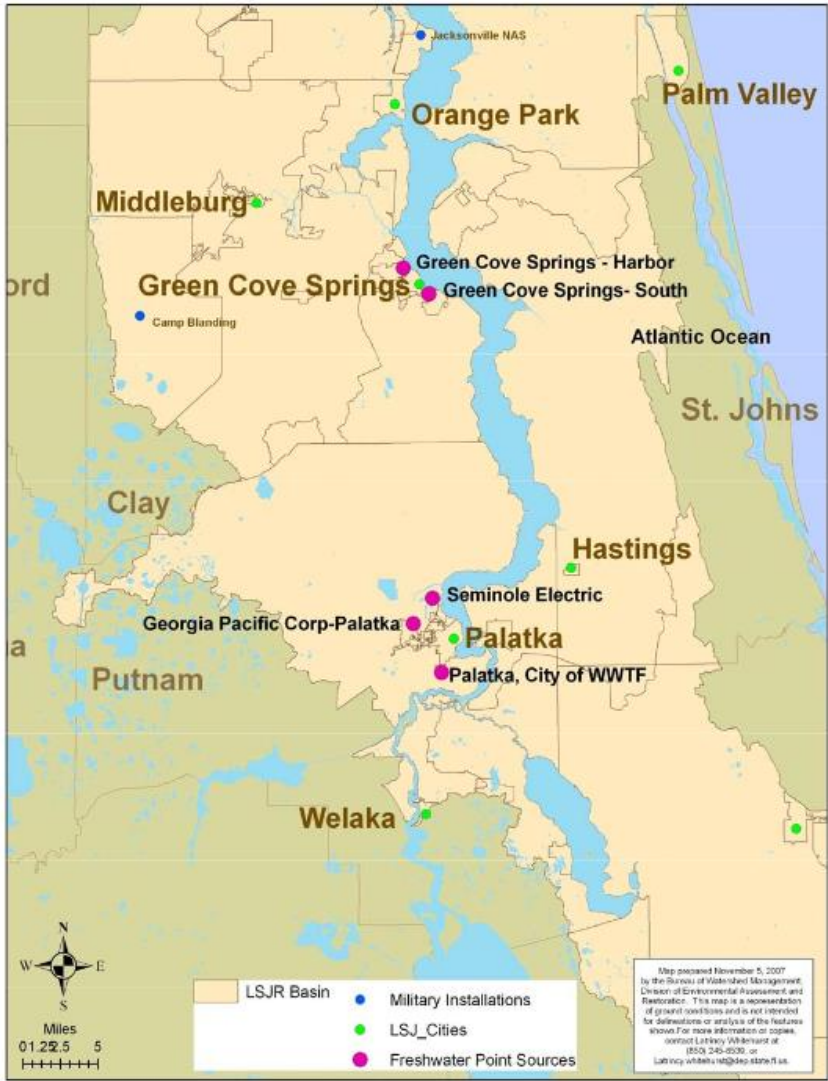 Jacksonville NAS
Palm Valley
Orange Park
Middleburg
Green Cove Springs - Harbor
Green Cove Springs
Green Cove Springs- South
ord
Camp Blanding
Atlantic Ocean
St. Johns
Clay
Hastings
Seminole Electric
Georgia Pacific Corp-Palatka
Palatka
a
Putnam
Palatka, City of WWTF
Welaka
N
W
E
S
Miles
0 1.25 2.5 5
LSJR Basin
Military Installations
LSJ_Cities
Freshwater Point Sources
Map prepared November 5, 2007
by the Bureau of Watershed Management,
Division of Environmental Assessment and
Restoration. This map is a representation
of ground conditions and is not intended
for delineations or analysis of the features
shown.For more information or copies,
contact Latrincy Whitehurst at
(850) 245-8509, or
Latrincy.whitehurst@dep.state.fl.us.